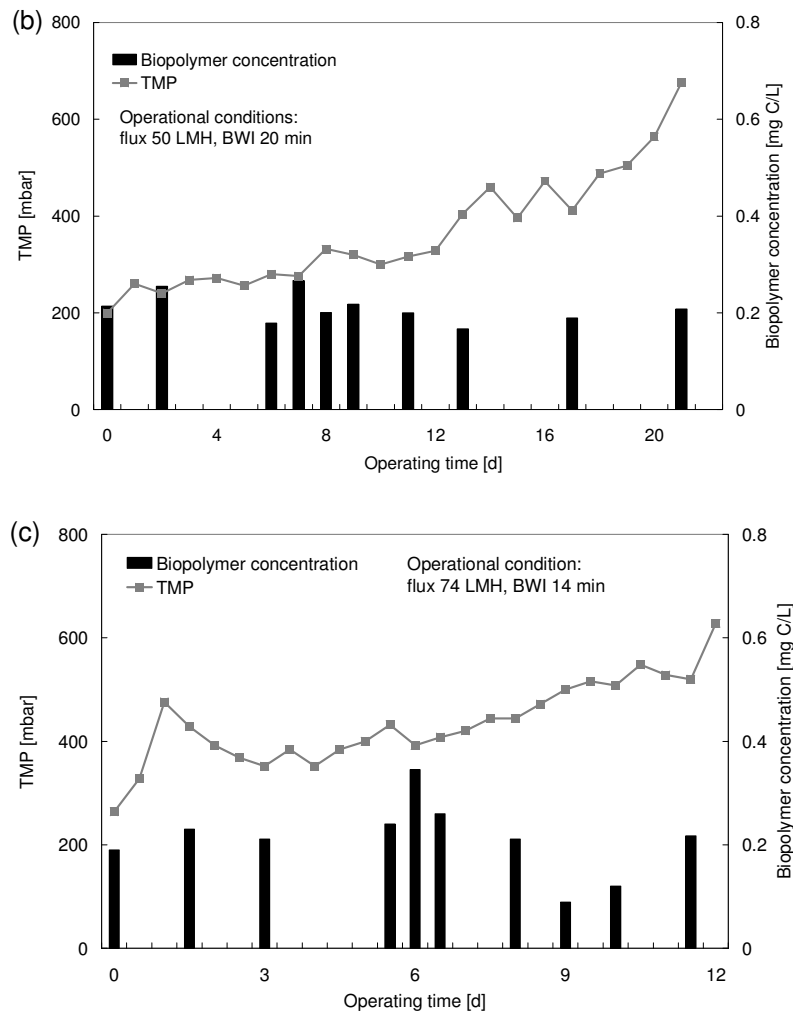 (b)
800
600
400
200
0
TMP [mbar]
Biopolymer concentration
TMP
Operational conditions:
flux 50 LMH, BWI 20 min
0.8
0.6
0.4
0.2
0
Biopolymer concentration [mg C/L]
0 4 8 12 16 20
Operating time [d]
(c)
800
600
400
200
0
TMP [mbar]
Biopolymer concentration
TMP
Operational condition:
flux 74 LMH, BWI 14 min
0.8
0.6
0.4
0.2
0
Biopolymer concentration [mg C/L]
0 3 6 9 12
Operating time [d]